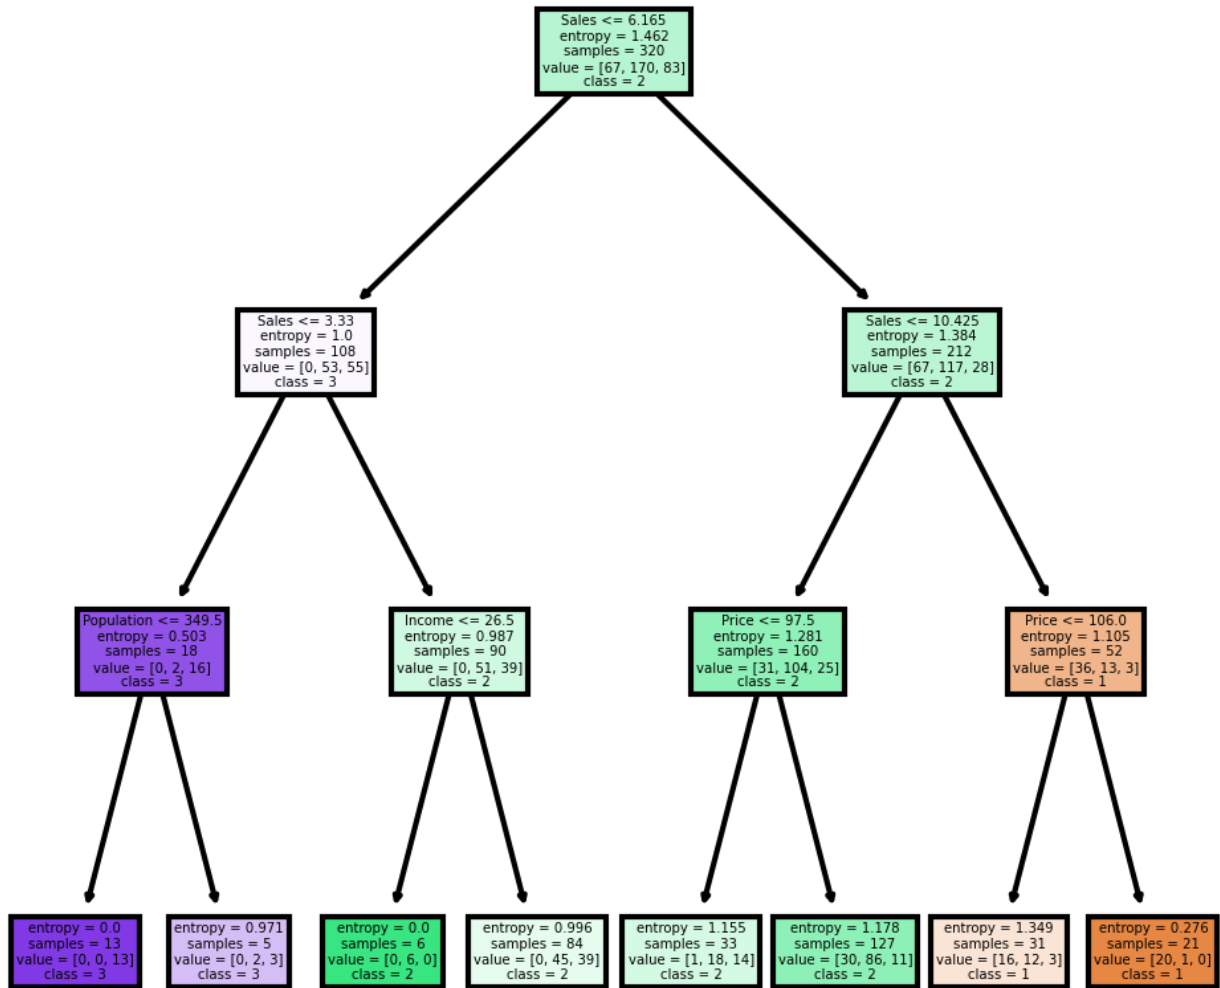 Sales <= 6.165
entropy = 1.462
samples = 320
value = [67, 170, 83]
class = 2
Sales <= 3.33
entropy = 1.0
samples = 108
value = [0, 53, 55]
class = 3
Sales <= 10.425
entropy = 1.384
samples = 212
value = [67, 117, 28]
class = 2
Population <= 349.5
entropy = 0.503
samples = 18
value = [0, 2, 16]
class = 3
Income <= 26.5
entropy = 0.987
samples = 90
value = [0, 51, 39]
class = 2
Price <= 97.5
entropy = 1.281
samples = 160
value = [31, 104, 25]
class = 2
Price <= 106.0
entropy = 1.105
samples = 52
value = [36, 13, 3]
class = 1
entropy = 0.0
samples = 13
value = [0, 0, 13]
class = 3
entropy = 0.971
samples = 5
value = [0, 2, 3]
class = 3
entropy = 0.0
samples = 6
value = [0, 6, 0]
class = 2
entropy = 0.996
samples = 84
value = [0, 45, 39]
class = 2
entropy = 1.155
samples = 33
value = [1, 18, 14]
class = 2
entropy = 1.178
samples = 127
value = [30, 86, 11]
class = 2
entropy = 1.349
samples = 31
value = [16, 12, 3]
class = 1
entropy = 0.276
samples = 21
value = [20, 1, 0]
class = 1